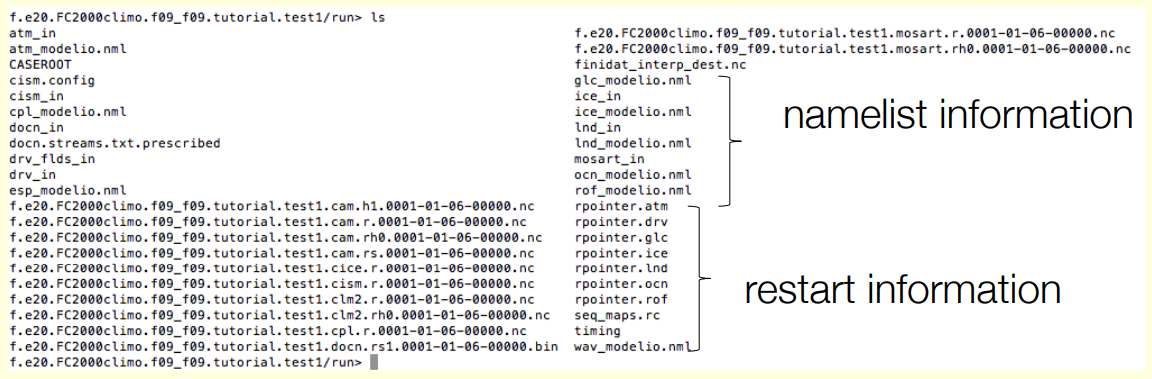 f.e20.FC2000climo.f09_f09.tutorial.test1/run> ls
atm_in
atm_modelio.nml
CASEROOT
cism.config
cism_in
cpl_modelio.nml
docn_in
docn.streams.txt.prescribed
drv_flds_in
drv_in
esp_modelio.nml
f.e20.FC2000climo.f09_f09.tutorial.test1.cam.h1.0001-01-06-00000.nc
f.e20.FC2000climo.f09_f09.tutorial.test1.cam.r.0001-01-06-00000.nc
f.e20.FC2000climo.f09_f09.tutorial.test1.cam.rh0.0001-01-06-00000.nc
f.e20.FC2000climo.f09_f09.tutorial.test1.cam.rs.0001-01-06-00000.nc
f.e20.FC2000climo.f09_f09.tutorial.test1.cice.r.0001-01-06-00000.nc
f.e20.FC2000climo.f09_f09.tutorial.test1.cism.r.0001-01-06-00000.nc
f.e20.FC2000climo.f09_f09.tutorial.test1.clm2.r.0001-01-06-00000.nc
f.e20.FC2000climo.f09_f09.tutorial.test1.clm2.rh0.0001-01-06-00000.nc
f.e20.FC2000climo.f09_f09.tutorial.test1.cpl.r.0001-01-06-00000.nc
f.e20.FC2000climo.f09_f09.tutorial.test1.docn.rs1.0001-01-06-00000.bin
f.e20.FC2000climo.f09_f09.tutorial.test1/run>
f.e20.FC2000climo.f09_f09.tutorial.test1.mosart.r.0001-01-06-00000.nc
f.e20.FC2000climo.f09_f09.tutorial.test1.mosart.rh0.0001-01-06-00000.nc
finidat_interp_dest.nc
glc_modelio.nml
ice_in
ice_modelio.nml
lnd_in
lnd_modelio.nml
mosart_in
ocn_modelio.nml
rof_modelio.nml
rpointer.atm
rpointer.drv
rpointer.glc
rpointer.ice
rpointer.lnd
rpointer.ocn
rpointer.rof
seq_maps.rc
timing
wav_modelio.nml
namelist information
restart information